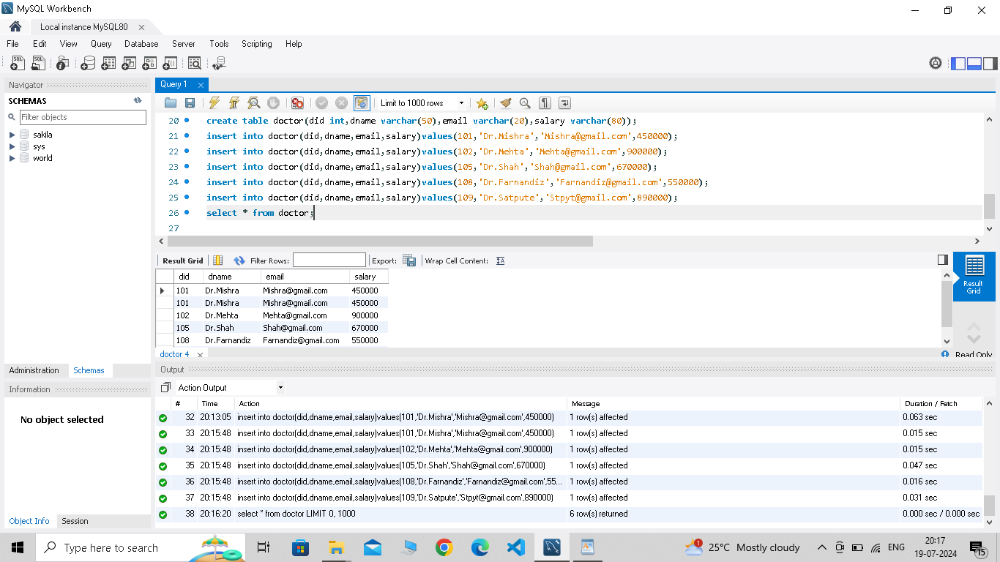 MySQL Workbench
Local instance MySQL80
File Edit View Query Database Server Tools Scripting Help
Navigator
SCHEMAS
Filter objects
sakila
sys
world
Administration Schemas
Information
No object selected
Object Info Session
Query 1
Limit to 1000 rows
20 create table doctor(did int,dname varchar(50),email varchar(20),salary varchar(80));
21 insert into doctor(did,dname,email,salary)values(101,'Dr.Mishra','Mishra@gmail.com',450000);
22 insert into doctor(did,dname,email,salary)values(102,'Dr.Mehta','Mehta@gmail.com',900000);
23 insert into doctor(did,dname,email,salary)values(105,'Dr.Shah','Shah@gmail.com',670000);
24 insert into doctor(did,dname,email,salary)values(108,'Dr.Farnandiz','Farnandiz@gmail.com',550000);
25 insert into doctor(did,dname,email,salary)values(109,'Dr.Satpute','Stpyt@gmail.com',890000);
26 select * from doctor;
27
Result Grid Filter Rows: Export: Wrap Cell Content:
did dname email salary
101 Dr.Mishra Mishra@gmail.com 450000
101 Dr.Mishra Mishra@gmail.com 450000
102 Dr.Mehta Mehta@gmail.com 900000
105 Dr.Shah Shah@gmail.com 670000
108 Dr.Farnandiz Farnandiz@gmail.com 550000
Result
Grid
doctor 4
Read Only
Output
Action Output
# Time Action Message Duration / Fetch
32 20:13:05 insert into doctor(did,dname,email,salary)values(101,'Dr.Mishra','Mishra@gmail.com',450000) 1 row(s) affected 0.063 sec
33 20:15:48 insert into doctor(did,dname,email,salary)values(101,'Dr.Mishra','Mishra@gmail.com',450000) 1 row(s) affected 0.015 sec
34 20:15:48 insert into doctor(did,dname,email,salary)values(102,'Dr.Mehta','Mehta@gmail.com',900000) 1 row(s) affected 0.015 sec
35 20:15:48 insert into doctor(did,dname,email,salary)values(105,'Dr.Shah','Shah@gmail.com',670000) 1 row(s) affected 0.047 sec
36 20:15:48 insert into doctor(did,dname,email,salary)values(108,'Dr.Farnandiz','Farnandiz@gmail.com',55... 1 row(s) affected 0.016 sec
37 20:15:48 insert into doctor(did,dname,email,salary)values(109,'Dr.Satpute','Stpyt@gmail.com',890000) 1 row(s) affected 0.031 sec
38 20:16:20 select * from doctor LIMIT 0, 1000 6 row(s) returned 0.000 sec / 0.000 sec
Type here to search
1
25°C Mostly cloudy
ENG
20:17
19-07-2024
15